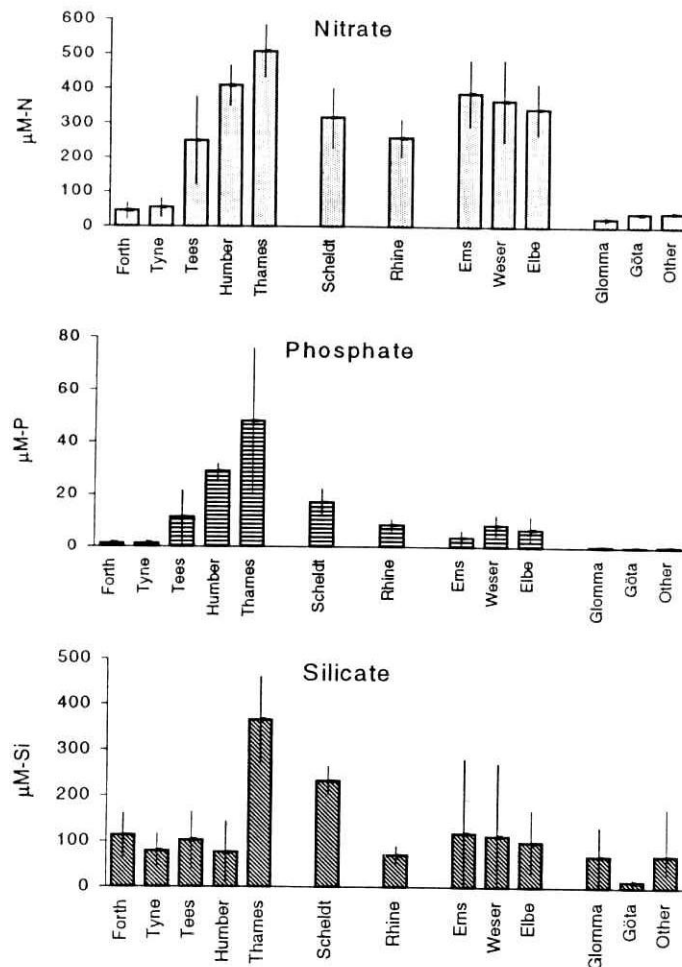 Nitrate
600
500
400
300
200
100
0
µM-N
Forth Tyne Tees Humber Thames Scheldt Rhine Ems Weser Elbe Glomma Göta Other
Phosphate
80
60
40
20
0
µM-P
Forth Tyne Tees Humber Thames Scheldt Rhine Ems Weser Elbe Glomma Göta Other
Silicate
500
400
300
200
100
0
µM-Si
Forth Tyne Tees Humber Thames Scheldt Rhine Ems Weser Elbe Glomma Göta Other